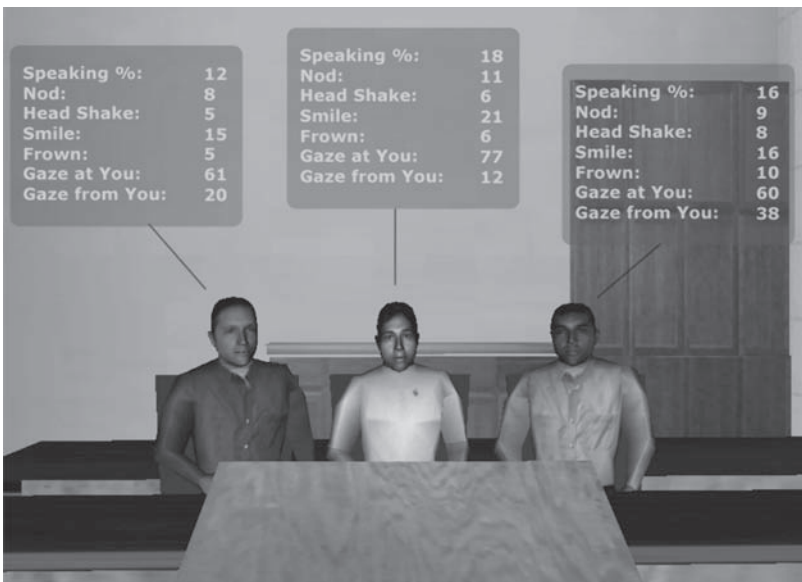 Speaking %: 12
Nod: 8
Head Shake: 5
Smile: 15
Frown: 5
Gaze at You: 61
Gaze from You: 20
Speaking %: 18
Nod: 11
Head Shake: 6
Smile: 21
Frown: 6
Gaze at You: 77
Gaze from You: 12
Speaking %: 16
Nod: 9
Head Shake: 8
Smile: 16
Frown: 10
Gaze at You: 60
Gaze from You: 38